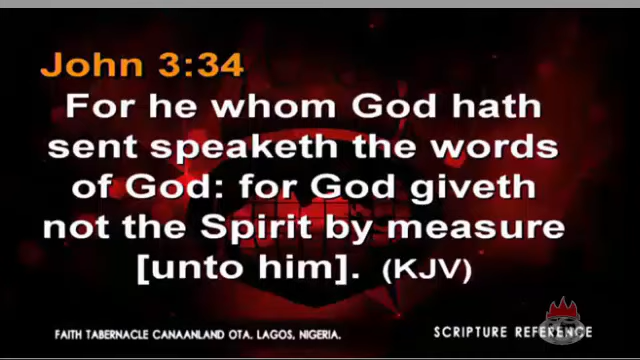 John 3:34
For he whom God hath
sent speaketh the words
of God: for God giveth
not the Spirit by measure
[unto him]. (KJV)
FAITH TABERNACLE CANAANLAND OTA. LAGOS, NIGERIA.
SCRIPTURE REFERENCE